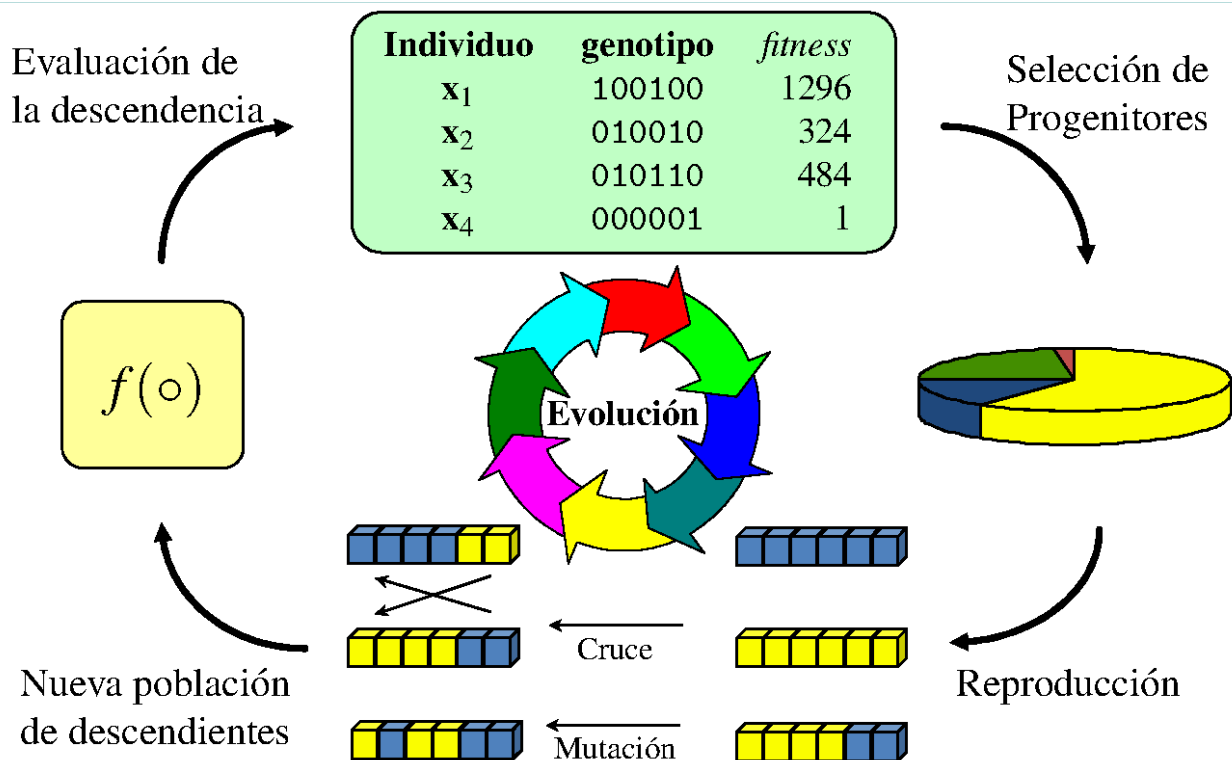 Individuo genotipo fitness
x1 100100 1296
x2 010010 324
x3 010110 484
x4 000001 1
Evaluación de
la descendencia
Selección de
Progenitores
f(∘)
Evolución
Cruce
Mutación
Reproducción
Nueva población
de descendientes